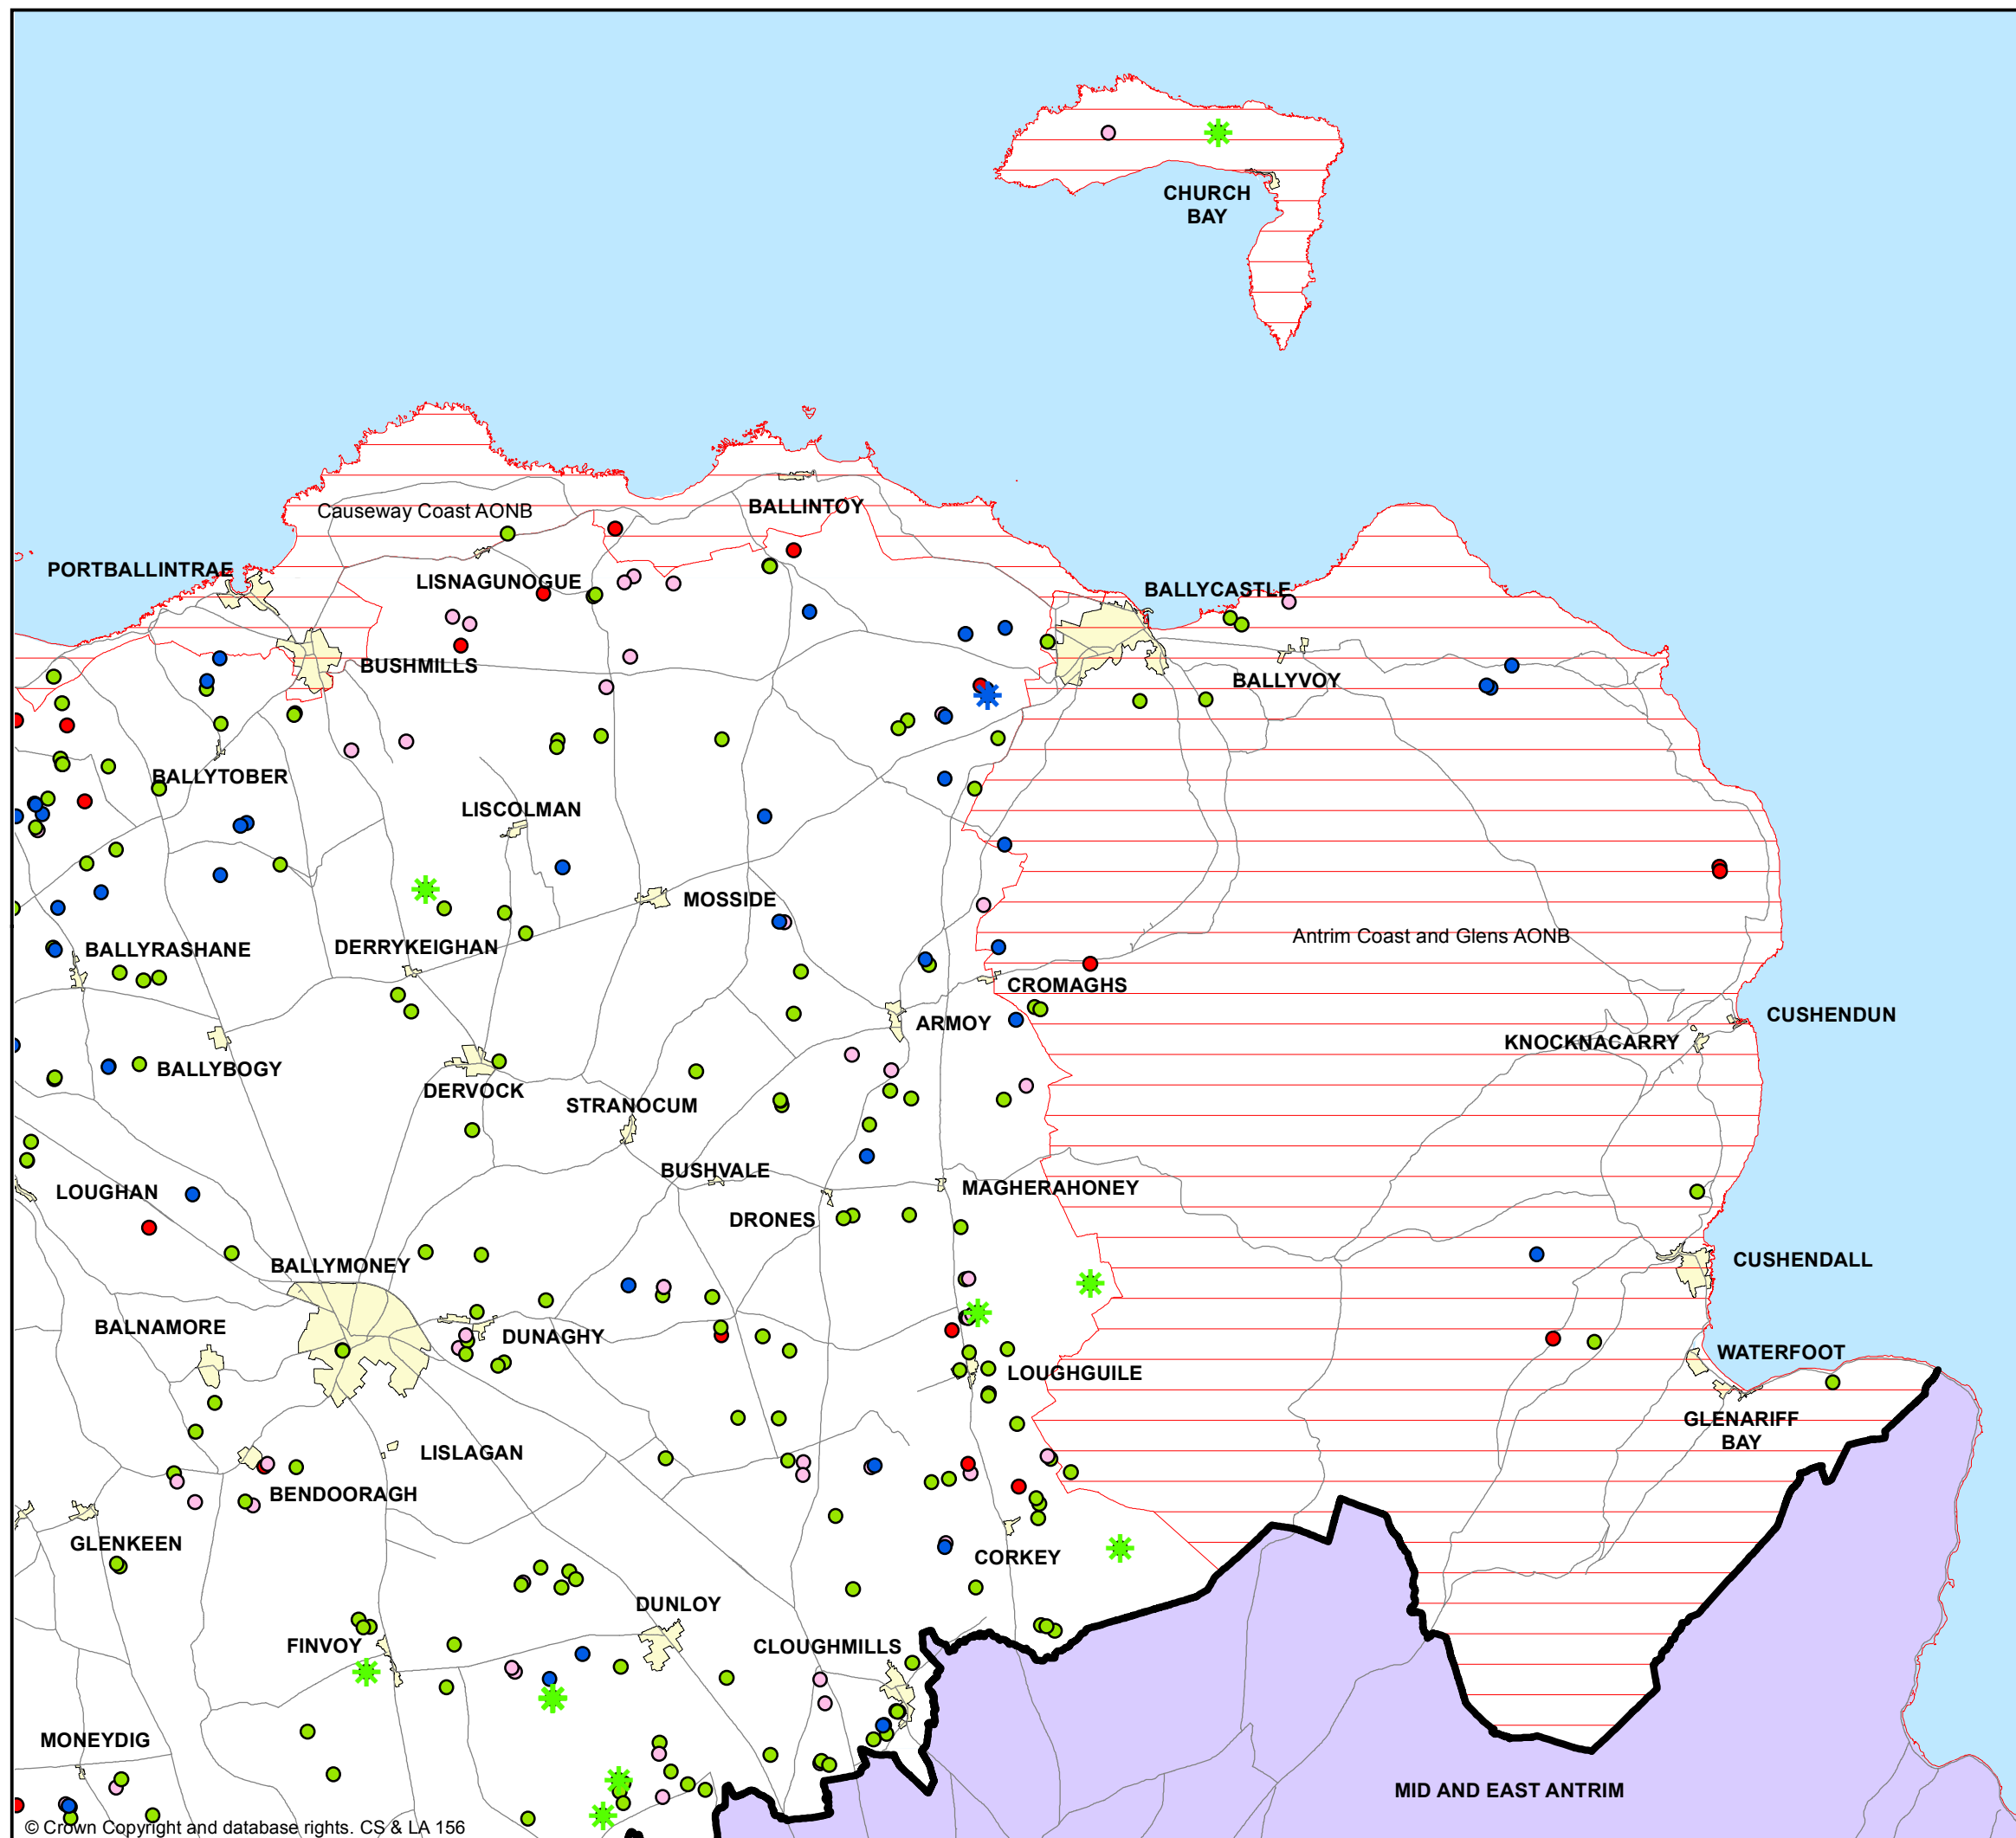 CHURCH
BAY
Causeway Coast AONB
BALLINTOY
PORTBALLINTRAE
LISNAGUNOGUE
BALLYCASTLE
BUSHMILLS
BALLYVOY
BALLYTOBER
LISCOLMAN
MOSSIDE
BALLYRASHANE
DERRYKEIGHAN
Antrim Coast and Glens AONB
CROMAGHS
ARMOY
CUSHENDUN
KNOCKNACARRY
BALLYBOGY
DERVOCK
STRANOCUM
BUSHVALE
LOUGHAN
MAGHERAHONEY
DRONES
BALLYMONEY
CUSHENDALL
BALNAMORE
DUNAGHY
WATERFOOT
LOUGHGUILE
GLENARIFF
BAY
LISLAGAN
BENDOORAGH
GLENKEEN
CORKEY
DUNLOY
FINVOY
CLOUGHMILLS
MONEYDIG
MID AND EAST ANTRIM
© Crown Copyright and database rights. CS & LA 156